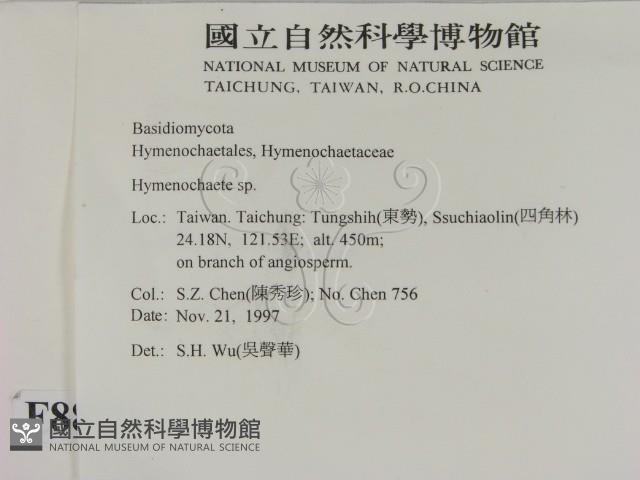 國立自然科學博物館
NATIONAL MUSEUM OF NATURAL SCIENCE
TAICHUNG, TAIWAN, R.O.CHINA
Basidiomycota
Hymenochaetales, Hymenochaetaceae
Hymenochaete sp.
Loc.: Taiwan. Taichung: Tungshih(東勢), Ssuchiaolin(四角林)
24.18N, 121.53E; alt. 450m;
on branch of angiosperm.
Col.: S.Z. Chen(陳秀珍); No. Chen 756
Date: Nov. 21, 1997
Det.: S.H. Wu(吳聲華)
國立自然科學博物館
NATIONAL MUSEUM OF NATURAL SCIENCE